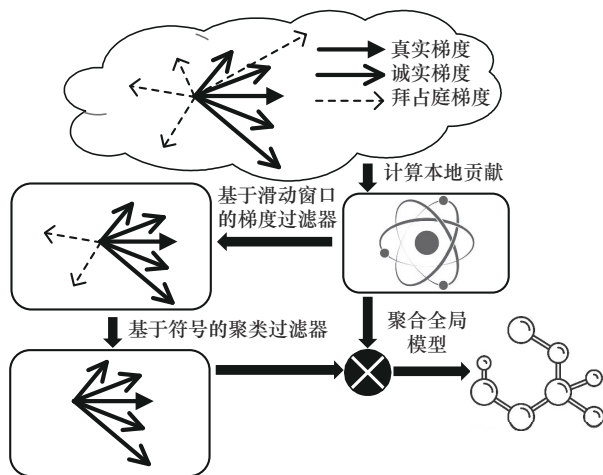 真实梯度
诚实梯度
拜占庭梯度
计算本地贡献
基于滑动窗口
的梯度过滤器
基于符号的聚类过滤器
聚合全局
模型